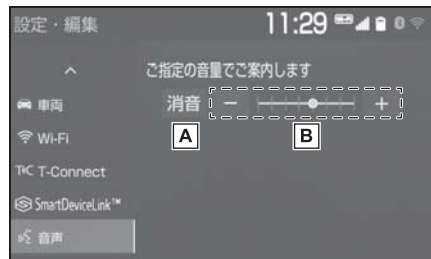 設定・編集
11:29
ご指定の音量でご案内します
車両
消音 − +
A B
Wi-Fi
T-Connect
SmartDeviceLink™
音声